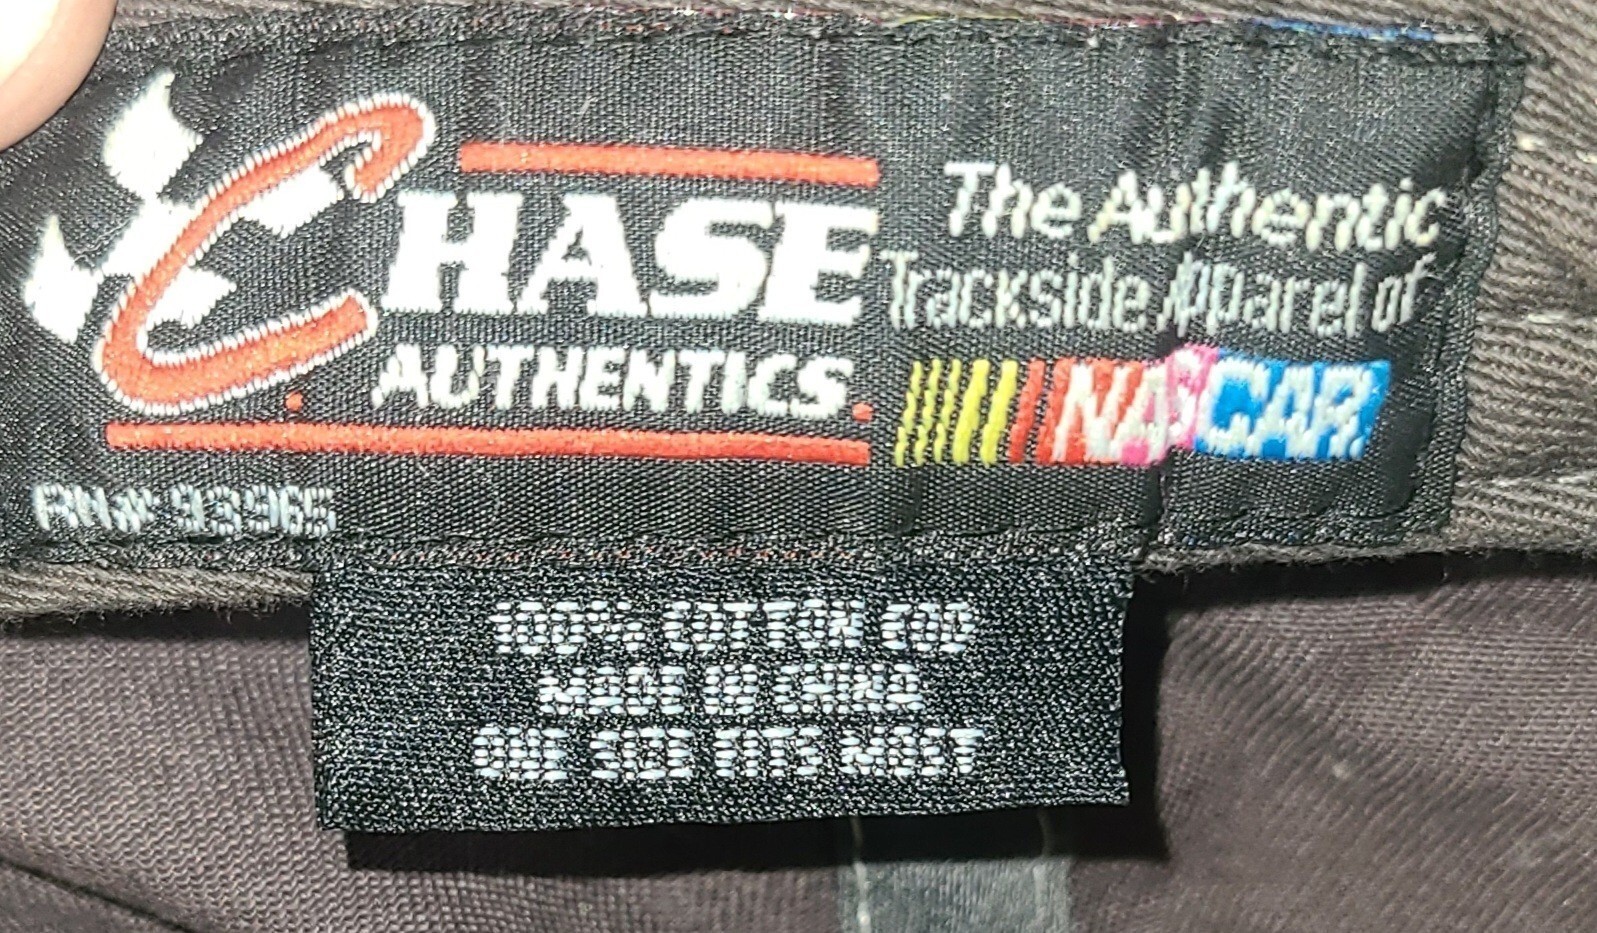 CHASE
AUTHENTICS
The Authentic
Trackside Apparel of
NASCAR
RN# 93965
100% COTTON
MADE IN CHINA
ONE SIZE FITS MOST